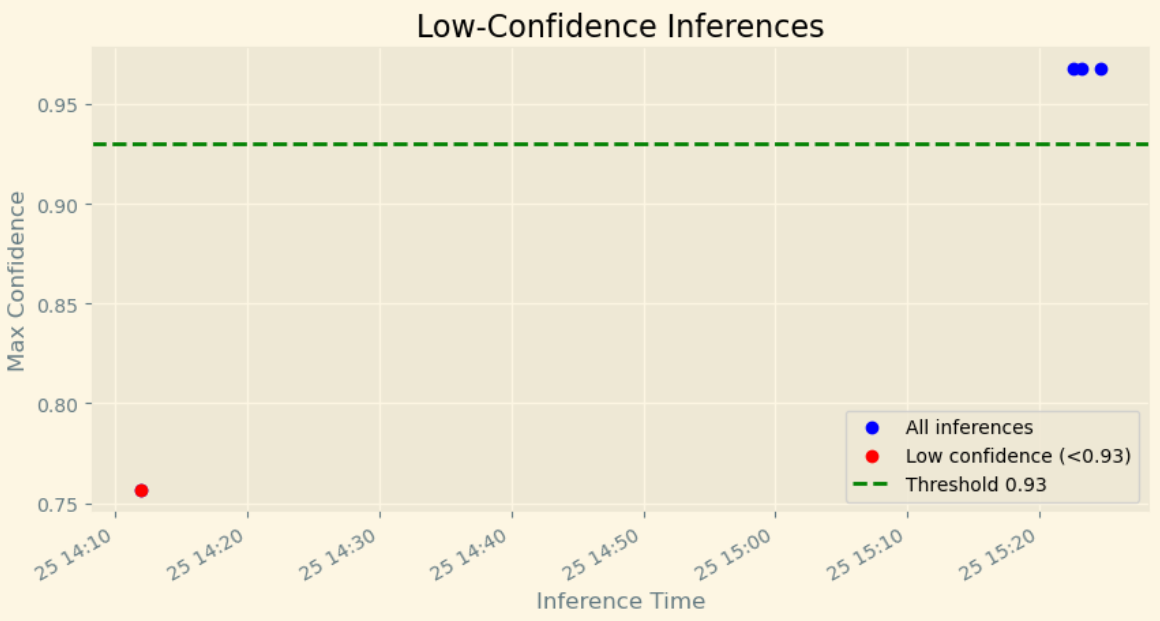 Low-Confidence Inferences
Max Confidence
0.95
0.90
0.85
0.80
0.75
All inferences
Low confidence (<0.93)
Threshold 0.93
25 14:10
25 14:20
25 14:30
25 14:40
25 14:50
25 15:00
25 15:10
25 15:20
Inference Time